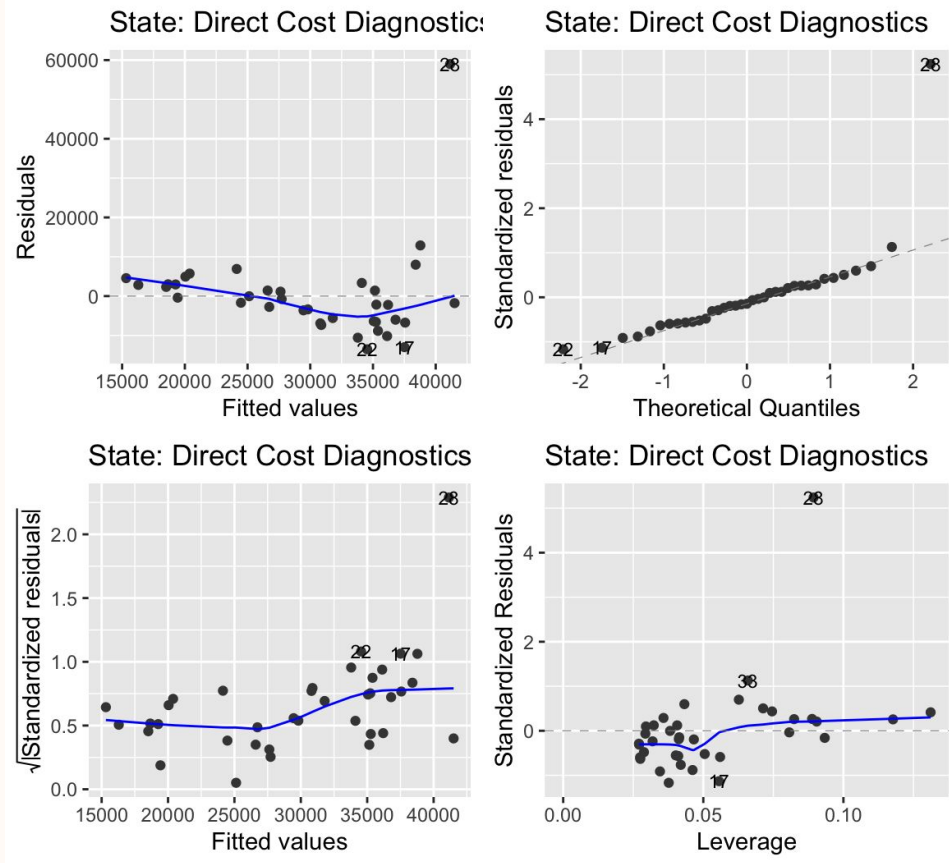 State: Direct Cost Diagnostics
60000
40000
20000
0
Residuals
28
22
17
15000 20000 25000 30000 35000 40000
Fitted values
State: Direct Cost Diagnostics
4
2
0
Standardized residuals
28
22
17
-2 -1 0 1 2
Theoretical Quantiles
State: Direct Cost Diagnostics
2.0
1.5
1.0
0.5
0.0
√|Standardized residuals|
28
22
17
15000 20000 25000 30000 35000 40000
Fitted values
State: Direct Cost Diagnostics
4
2
0
Standardized Residuals
28
38
17
0.00 0.05 0.10
Leverage